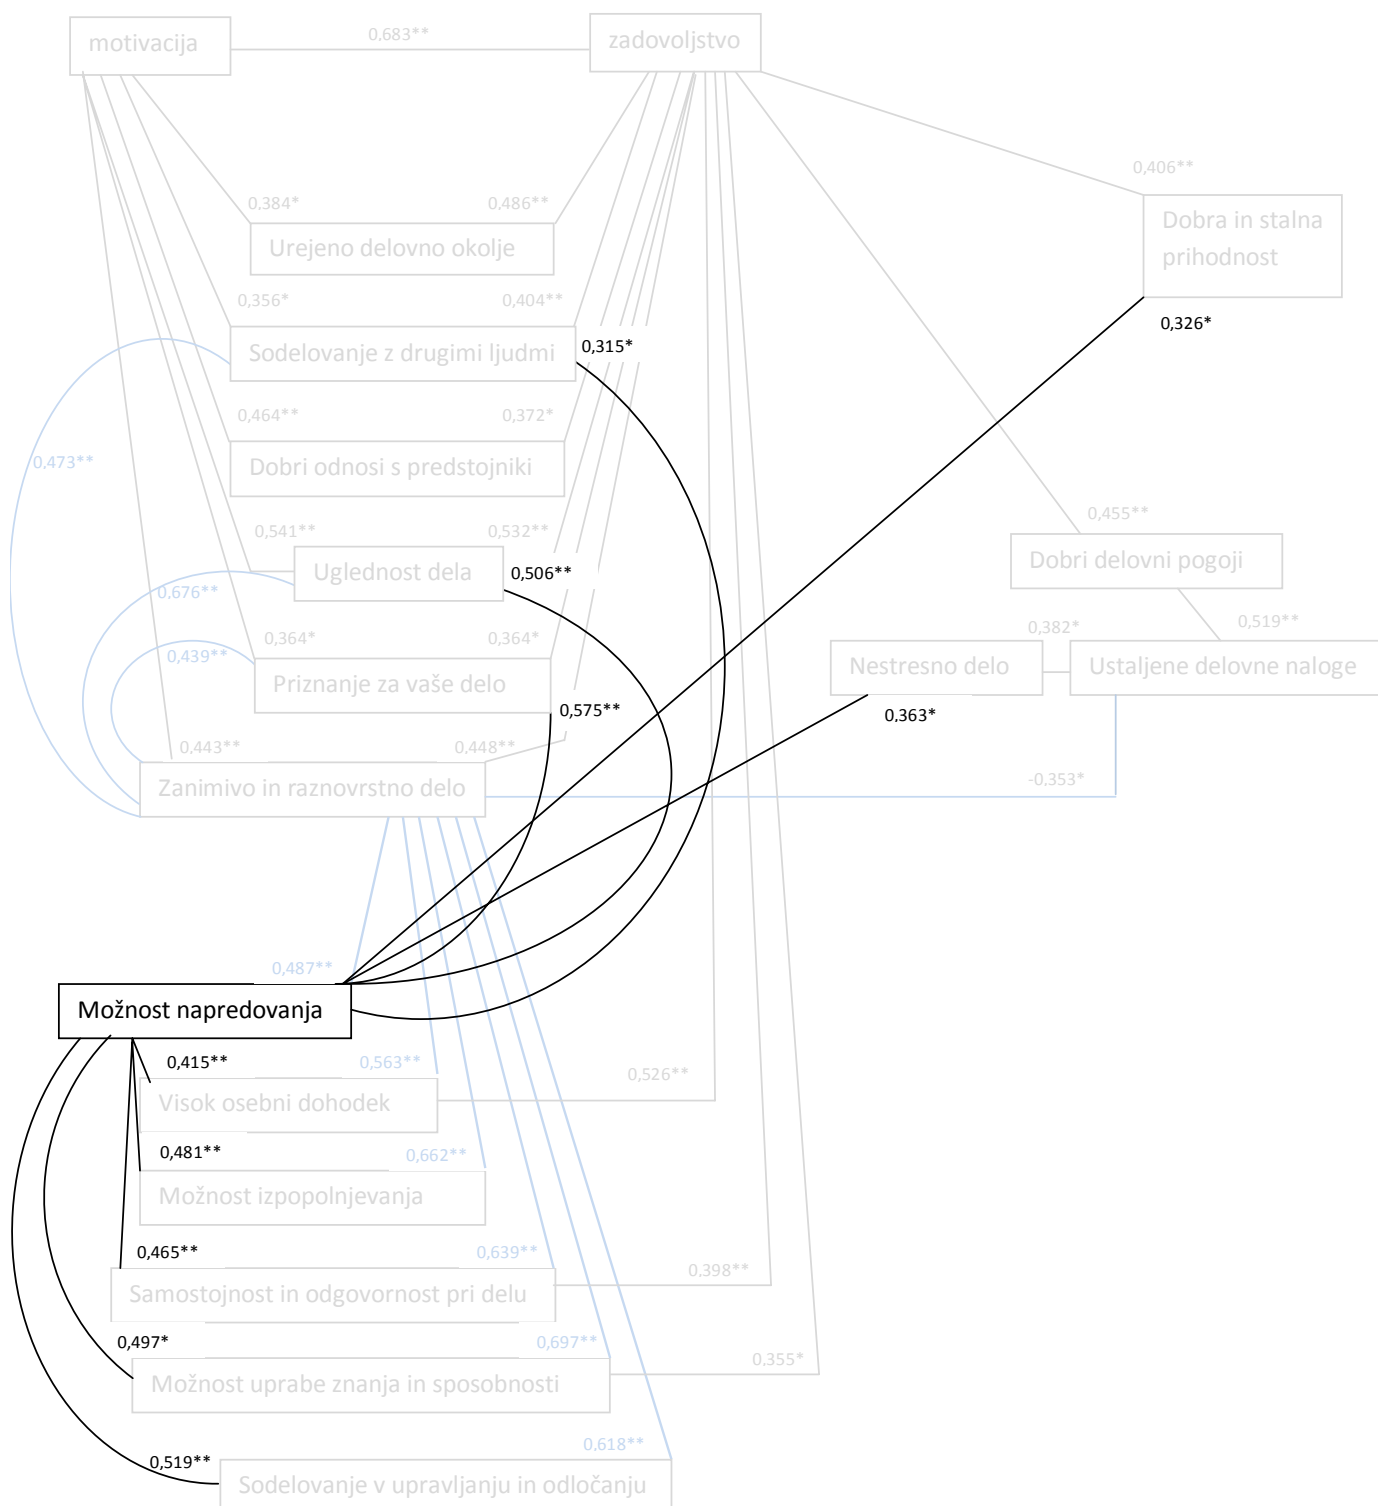 motivacija
0,683**
zadovoljstvo
0,406**
0,384*
0,486**
Dobra in stalna
prihodnost
Urejeno delovno okolje
0,356*
0,404**
0,326*
Sodelovanje z drugimi ljudmi
0,315*
0,464**
0,372*
0,473**
Dobri odnosi s predstojniki
0,541**
0,532**
0,455**
Uglednost dela
0,506**
Dobri delovni pogoji
0,676**
0,364*
0,364*
0,382*
0,519**
0,439**
Priznanje za vaše delo
Nestresno delo
Ustaljene delovne naloge
0,575**
0,363*
0,443**
0,448**
Zanimivo in raznovrstno delo
-0,353*
0,487**
Možnost napredovanja
0,415**
0,563**
0,526**
Visok osebni dohodek
0,481**
0,662**
Možnost izpopolnjevanja
0,465**
0,639**
0,398**
Samostojnost in odgovornost pri delu
0,497*
0,697**
0,355*
Možnost uprabe znanja in sposobnosti
0,618**
0,519**
Sodelovanje v upravljanju in odločanju